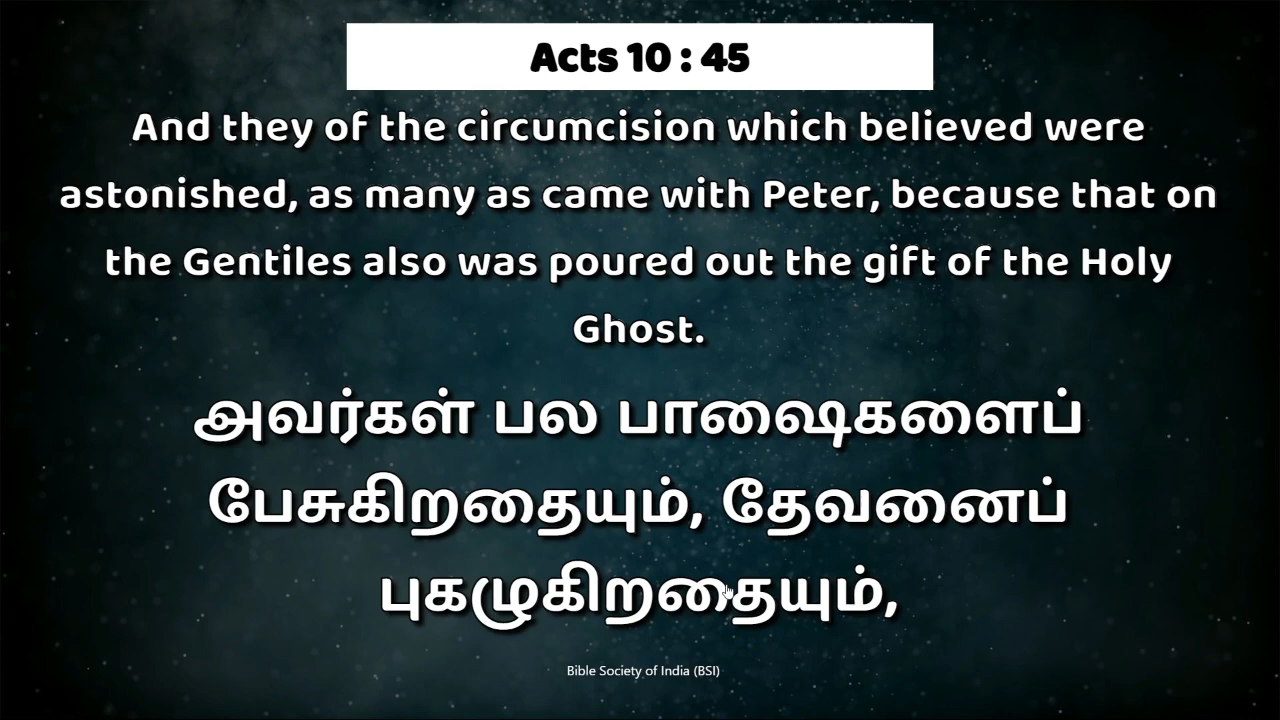 Acts 10 : 45
And they of the circumcision which believed were
astonished, as many as came with Peter, because that on
the Gentiles also was poured out the gift of the Holy
Ghost.
அவர்கள் பல பாஷைகளைப்
பேசுகிறதையும், தேவனைப்
புகழுகிறதையும்,
Bible Society of India (BSI)